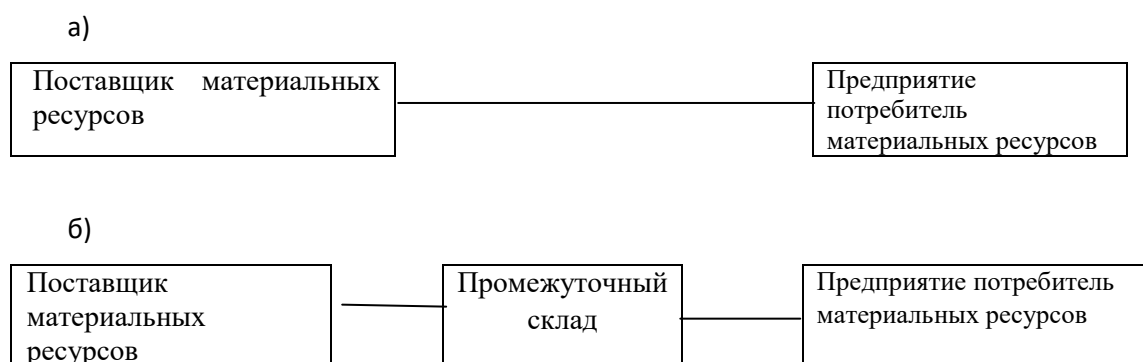 а)
Поставщик материальных
ресурсов
Предприятие
потребитель
материальных ресурсов
б)
Поставщик
материальных
ресурсов
Промежуточный
склад
Предприятие потребитель
материальных ресурсов